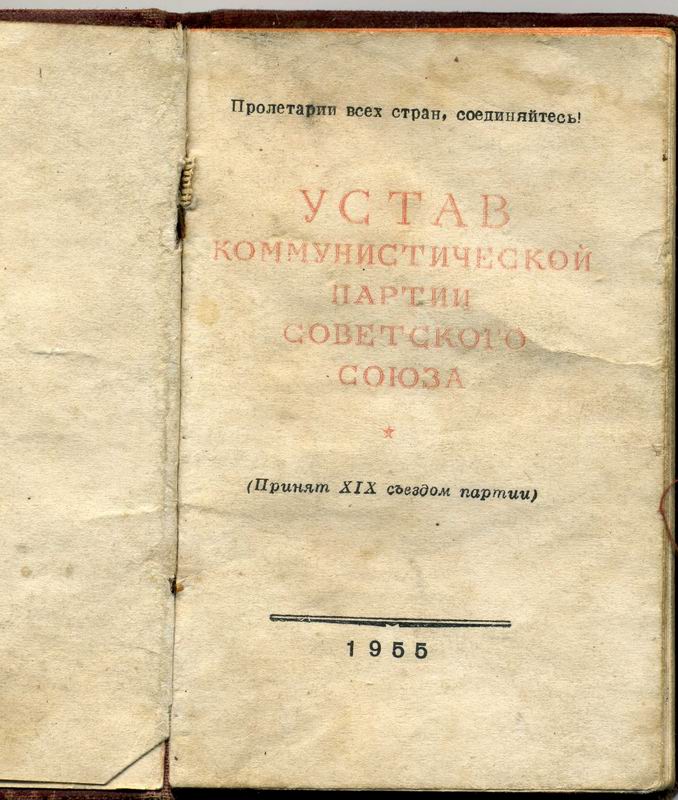 Пролетарии всех стран, соединяйтесь!
УСТАВ
КОММУНИСТИЧЕСКОЙ
ПАРТИИ
СОВЕТСКОГО
СОЮЗА
(Принят XIX съездом партии)
1955